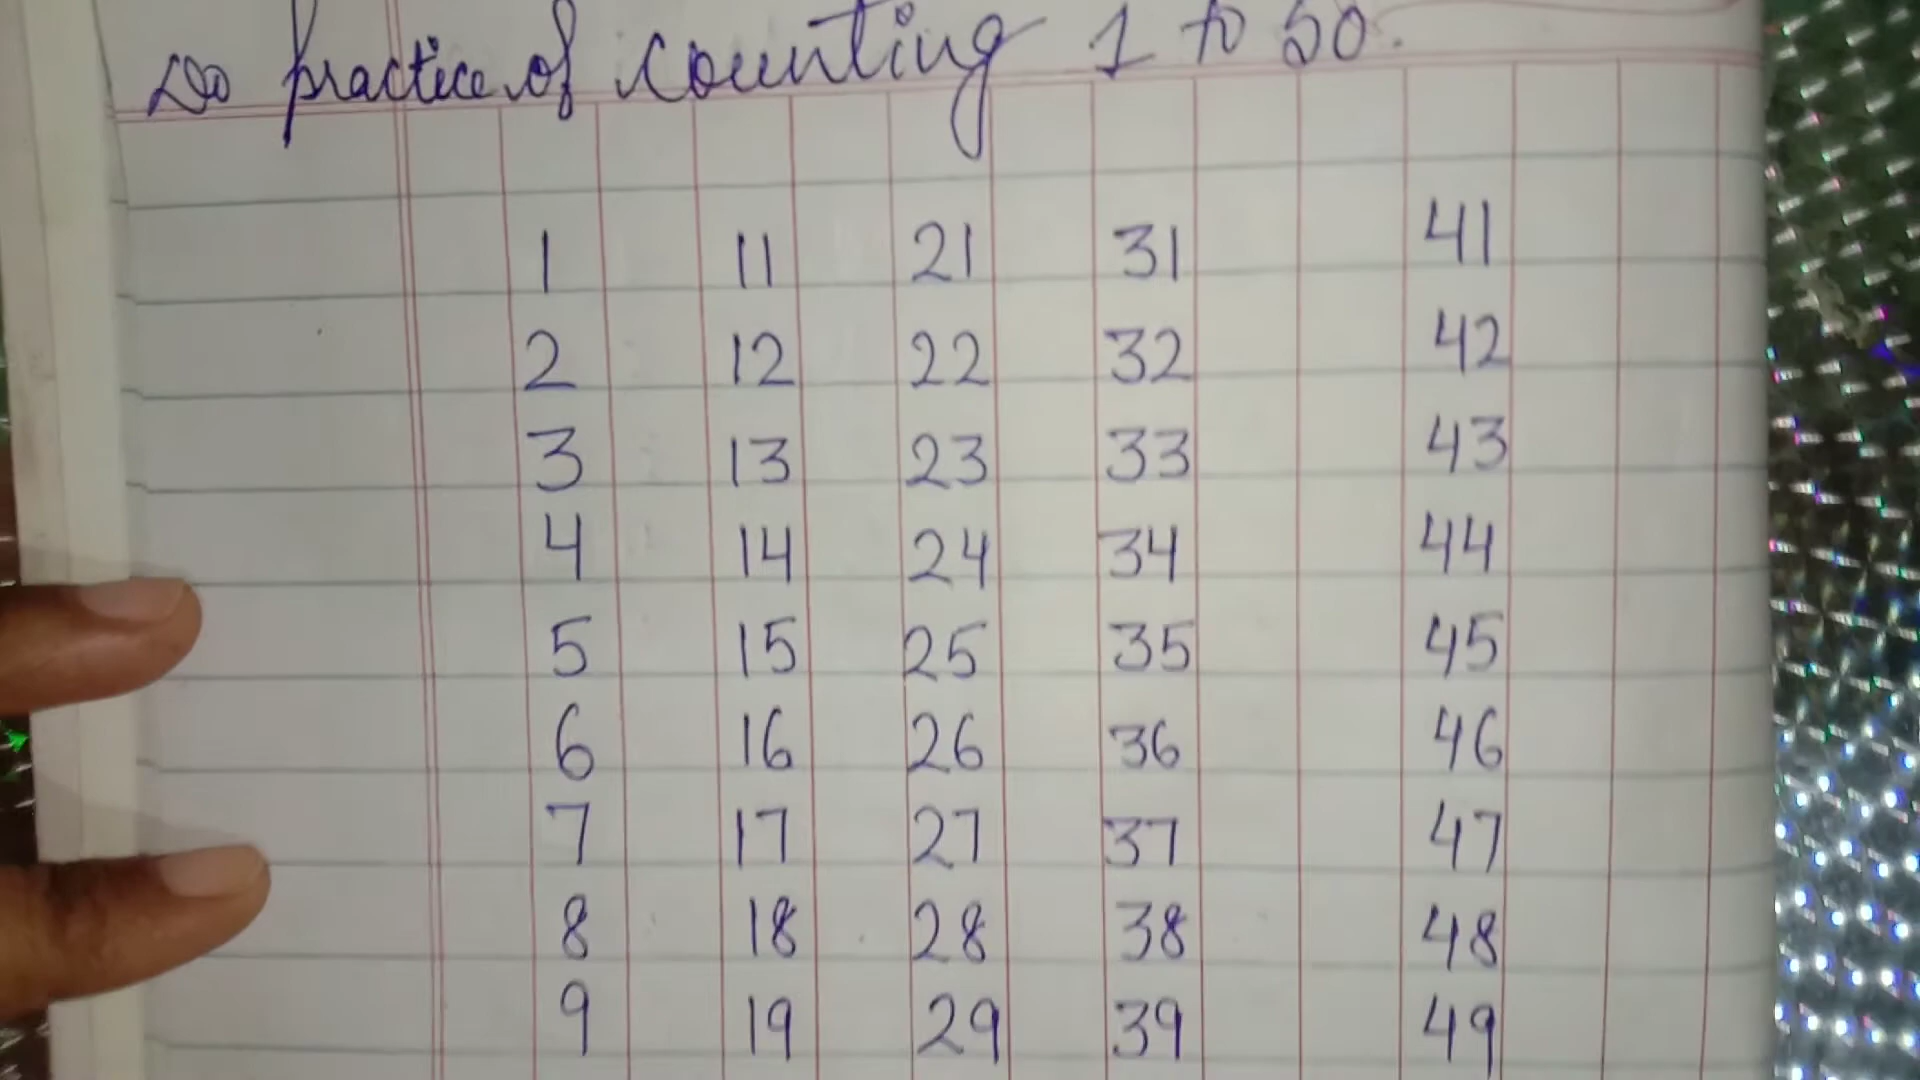 Do practice of counting 1 to 50.
1 11 21 31 41
2 12 22 32 42
3 13 23 33 43
4 14 24 34 44
5 15 25 35 45
6 16 26 36 46
7 17 27 37 47
8 18 28 38 48
9 19 29 39 49